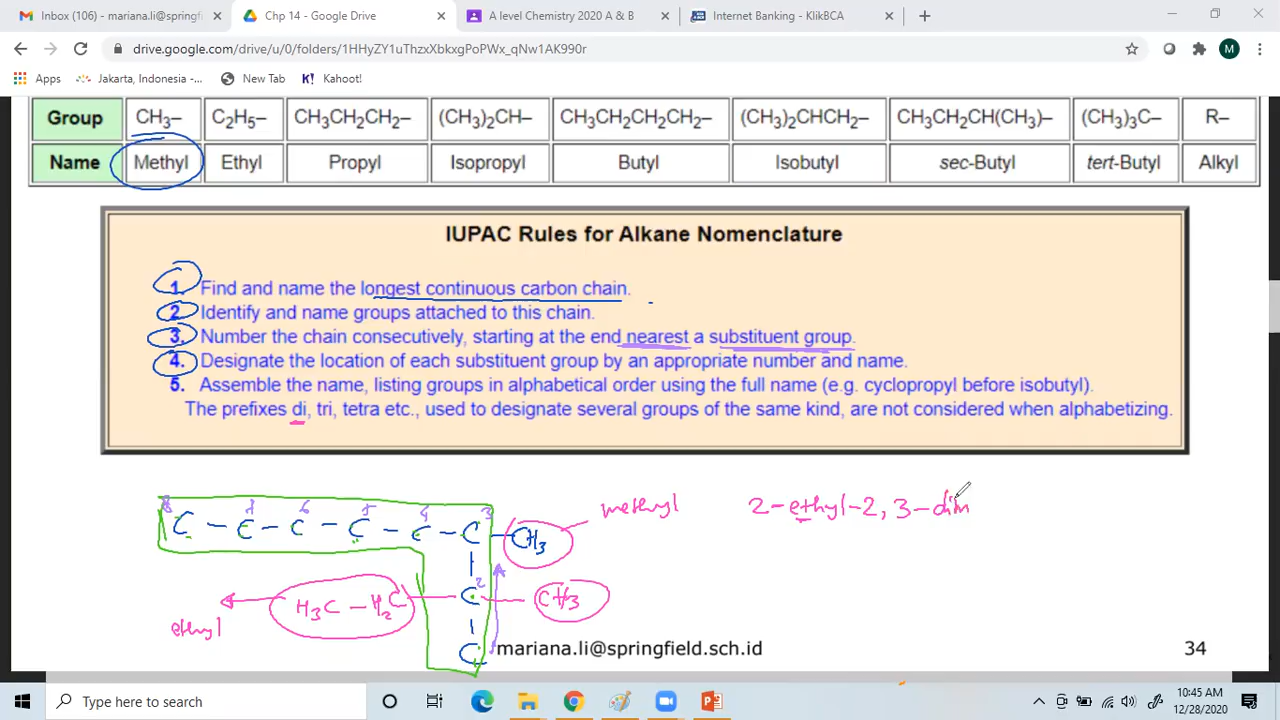 Inbox (106) - mariana.li@springfie
Chp 14 - Google Drive
A level Chemistry 2020 A & B
Internet Banking - KlikBCA
drive.google.com/drive/u/0/folders/1HHyZY1uThzxXbkxgPoPWx_qNw1AK990r
M
Apps
Jakarta, Indonesia -...
New Tab
Kahoot!
Group CH3– C2H5– CH3CH2CH2– (CH3)2CH– CH3CH2CH2CH2– (CH3)2CHCH2– CH3CH2CH(CH3)– (CH3)3C– R–
Name Methyl Ethyl Propyl Isopropyl Butyl Isobutyl sec-Butyl tert-Butyl Alkyl
IUPAC Rules for Alkane Nomenclature
1. Find and name the longest continuous carbon chain.
2. Identify and name groups attached to this chain.
3. Number the chain consecutively, starting at the end nearest a substituent group.
4. Designate the location of each substituent group by an appropriate number and name.
5. Assemble the name, listing groups in alphabetical order using the full name (e.g. cyclopropyl before isobutyl).
The prefixes di, tri, tetra etc., used to designate several groups of the same kind, are not considered when alphabetizing.
methyl
2-ethyl-2,3-dim
8 7 6 5 4 3
C - C - C - C - C - C - CH3
H3C - H2C - C 2 - CH3
ethyl
C
mariana.li@springfield.sch.id
34
Type here to search
10:45 AM
12/28/2020